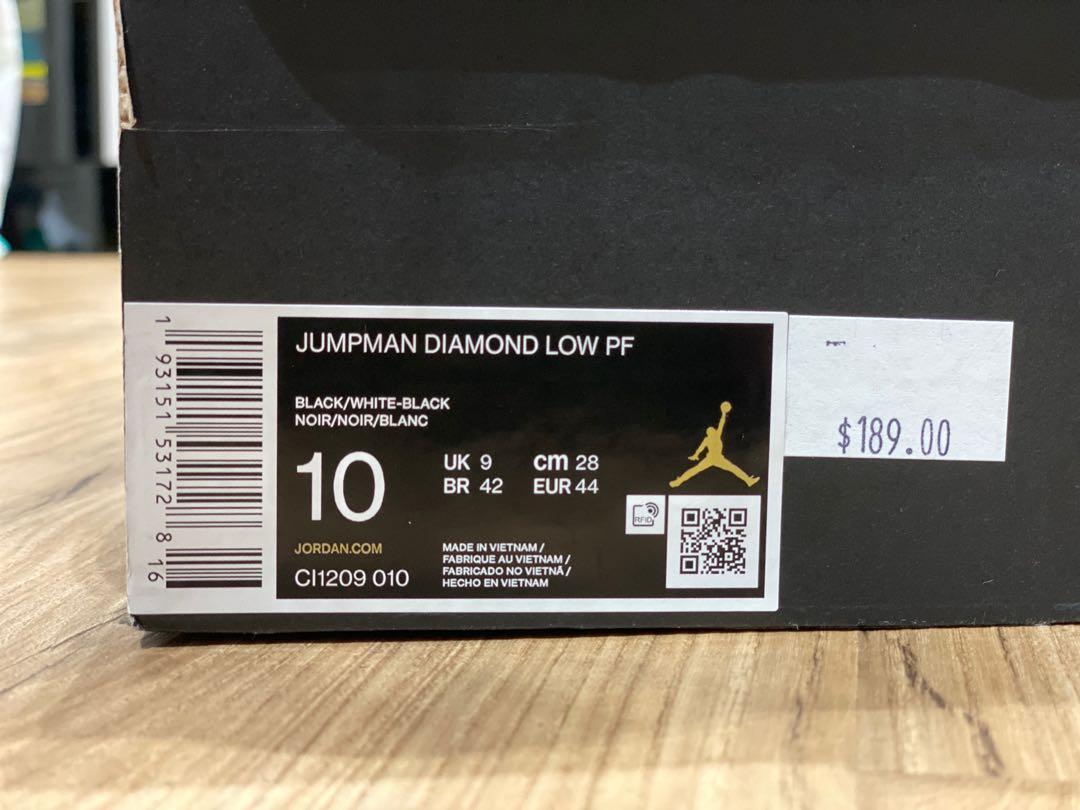 1 93151 53172 8 16
JUMPMAN DIAMOND LOW PF
BLACK/WHITE-BLACK
NOIR/NOIR/BLANC
10
UK 9 cm 28
BR 42 EUR 44
RFID
JORDAN.COM
CI1209 010
MADE IN VIETNAM /
FABRIQUE AU VIETNAM /
FABRICADO NO VIETNÃ /
HECHO EN VIETNAM
$189.00